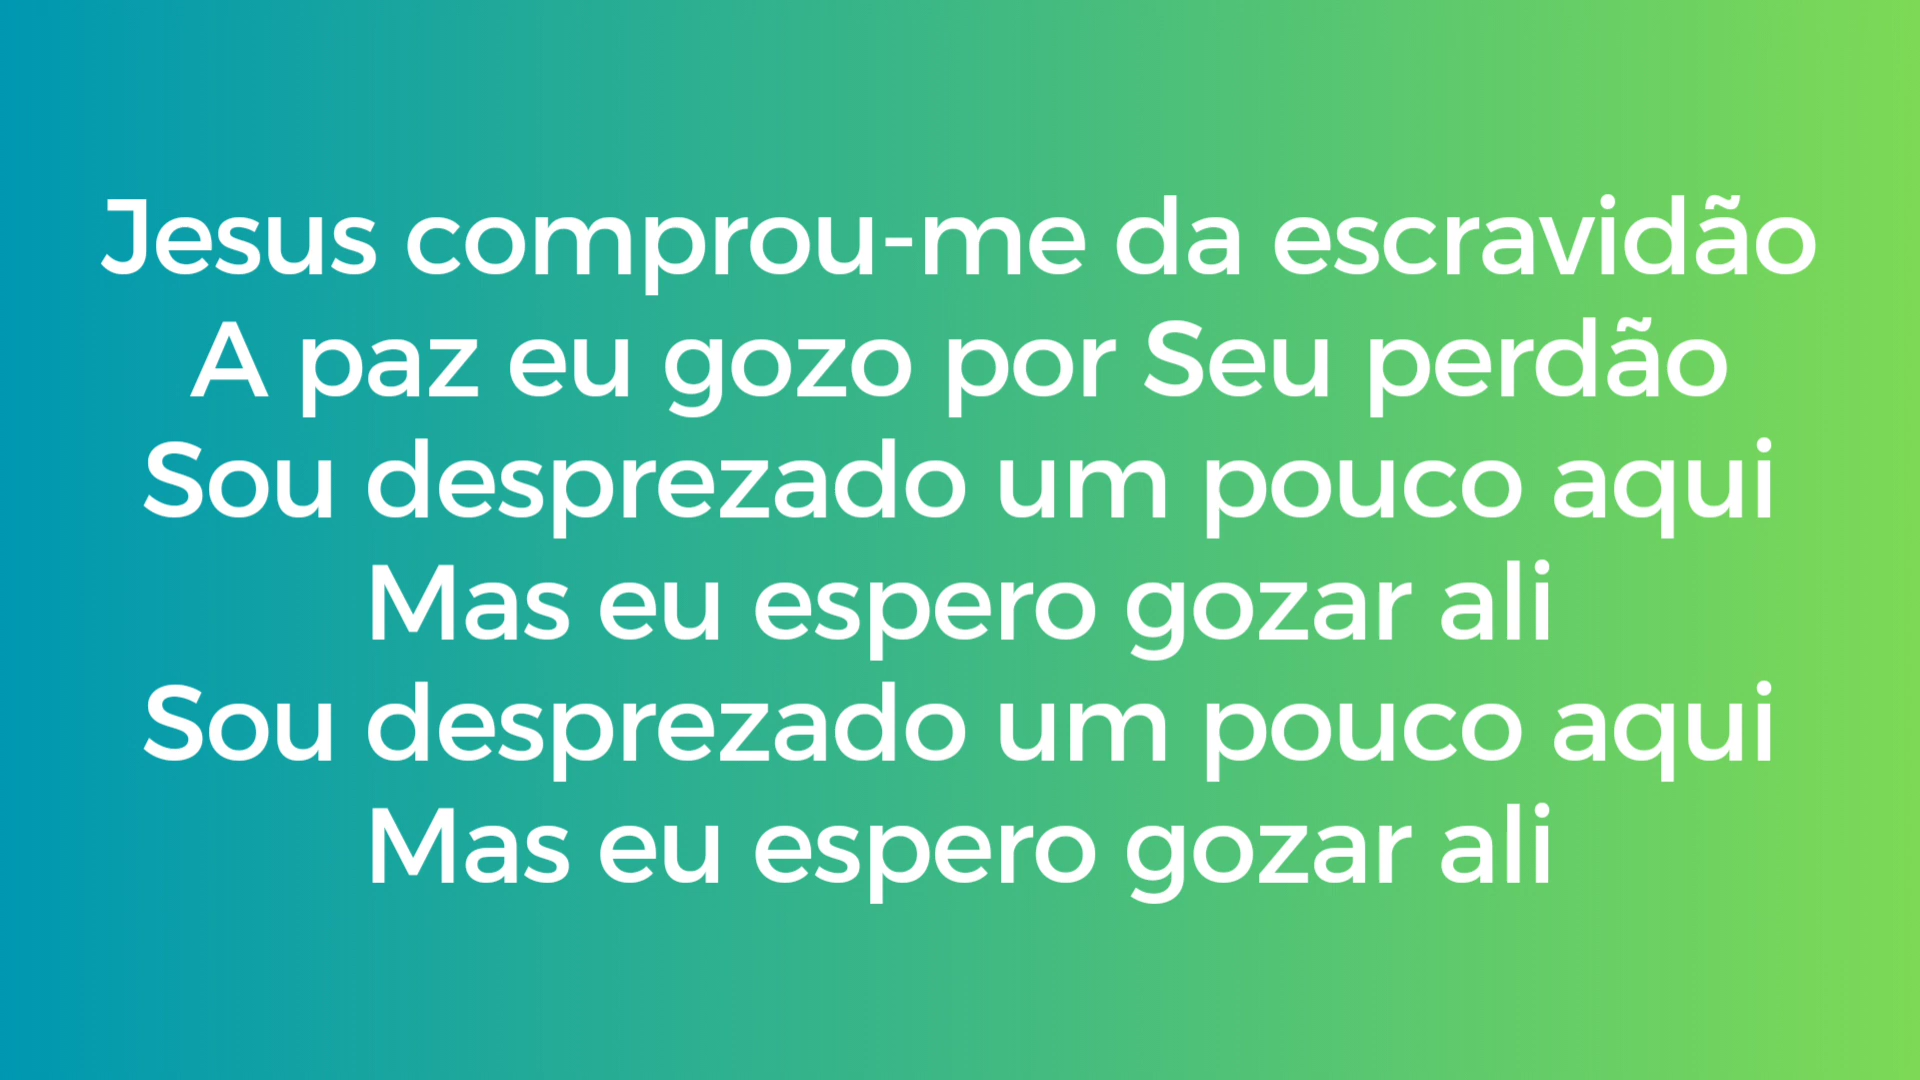 Jesus comprou-me da escravidão
A paz eu gozo por Seu perdão
Sou desprezado um pouco aqui
Mas eu espero gozar ali
Sou desprezado um pouco aqui
Mas eu espero gozar ali